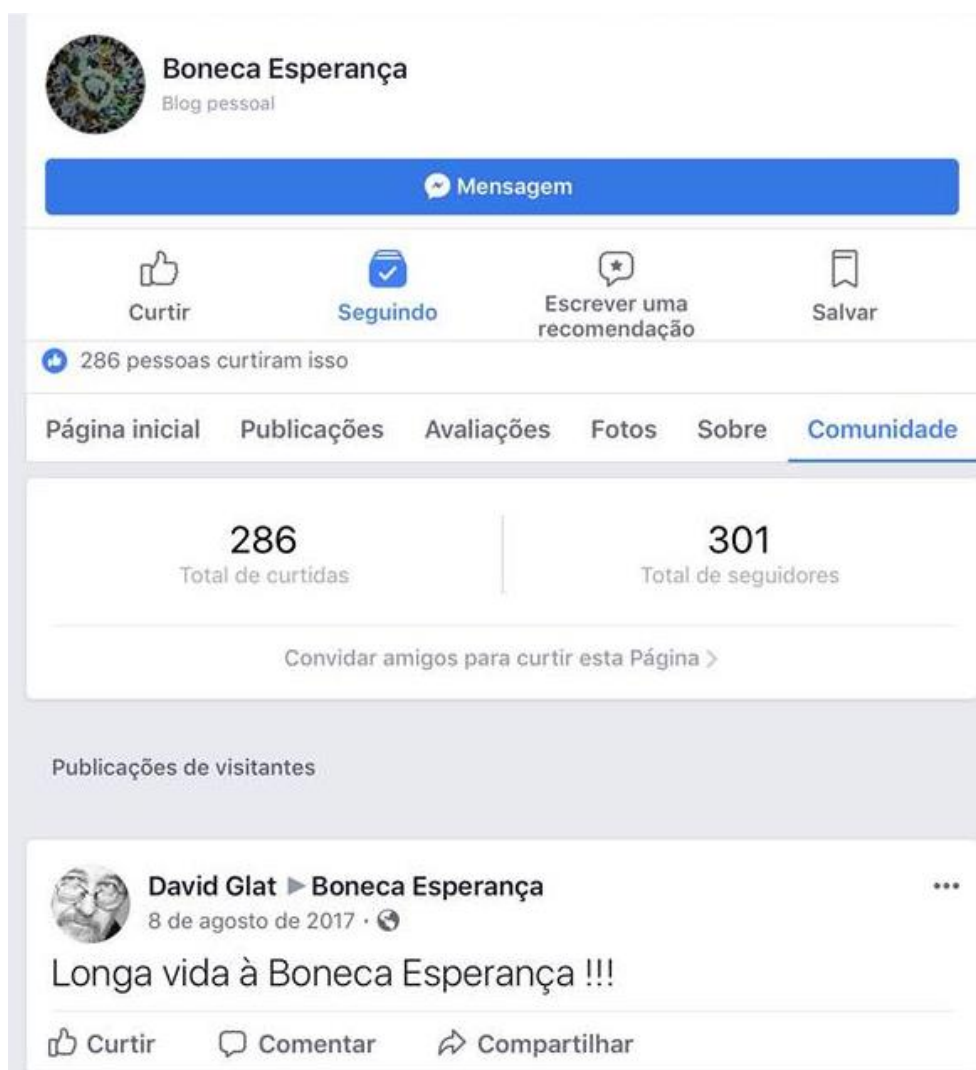 Boneca Esperança
Blog pessoal
Mensagem
Curtir
Seguindo
Escrever uma
recomendação
Salvar
286 pessoas curtiram isso
Página inicial Publicações Avaliações Fotos Sobre Comunidade
286
Total de curtidas
301
Total de seguidores
Convidar amigos para curtir esta Página >
Publicações de visitantes
David Glat ▶ Boneca Esperança
8 de agosto de 2017 ·
Longa vida à Boneca Esperança !!!
Curtir Comentar Compartilhar